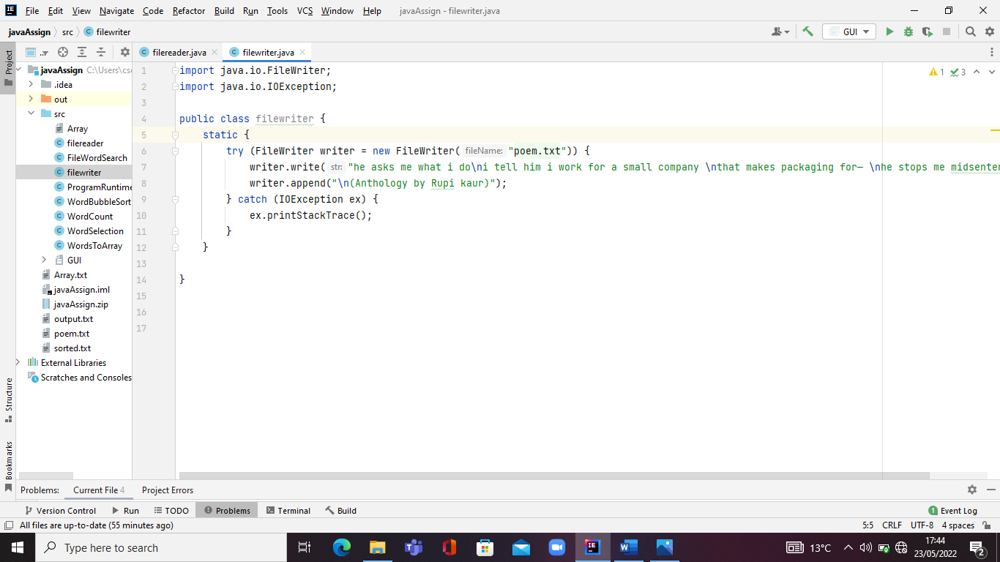 File Edit View Navigate Code Refactor Build Run Tools VCS Window Help javaAssign - filewriter.java
javaAssign src filewriter GUI
Project .. filereader.java filewriter.java
javaAssign C:\Users\cs
.idea
out
src
Array
filereader
FileWordSearch
filewriter
ProgramRuntime
WordBubbleSort
WordCount
WordSelection
WordsToArray
GUI
Array.txt
javaAssign.iml
javaAssign.zip
output.txt
poem.txt
sorted.txt
External Libraries
Scratches and Consoles
Structure
Bookmarks
1 import java.io.FileWriter;
2 import java.io.IOException;
3
4 public class filewriter {
5 static {
6 try (FileWriter writer = new FileWriter( fileName: "poem.txt")) {
7 writer.write( str: "he asks me what i do\ni tell him i work for a small company \nthat makes packaging for— \nhe stops me midsenten
8 writer.append("\n(Anthology by Rupi kaur)");
9 } catch (IOException ex) {
10 ex.printStackTrace();
11 }
12 }
13
14 }
15
16
17
1 3
Problems: Current File 4 Project Errors
Version Control Run TODO Problems Terminal Build 1 Event Log
All files are up-to-date (55 minutes ago) 5:5 CRLF UTF-8 4 spaces
Type here to search 13°C 17:44
23/05/2022 2